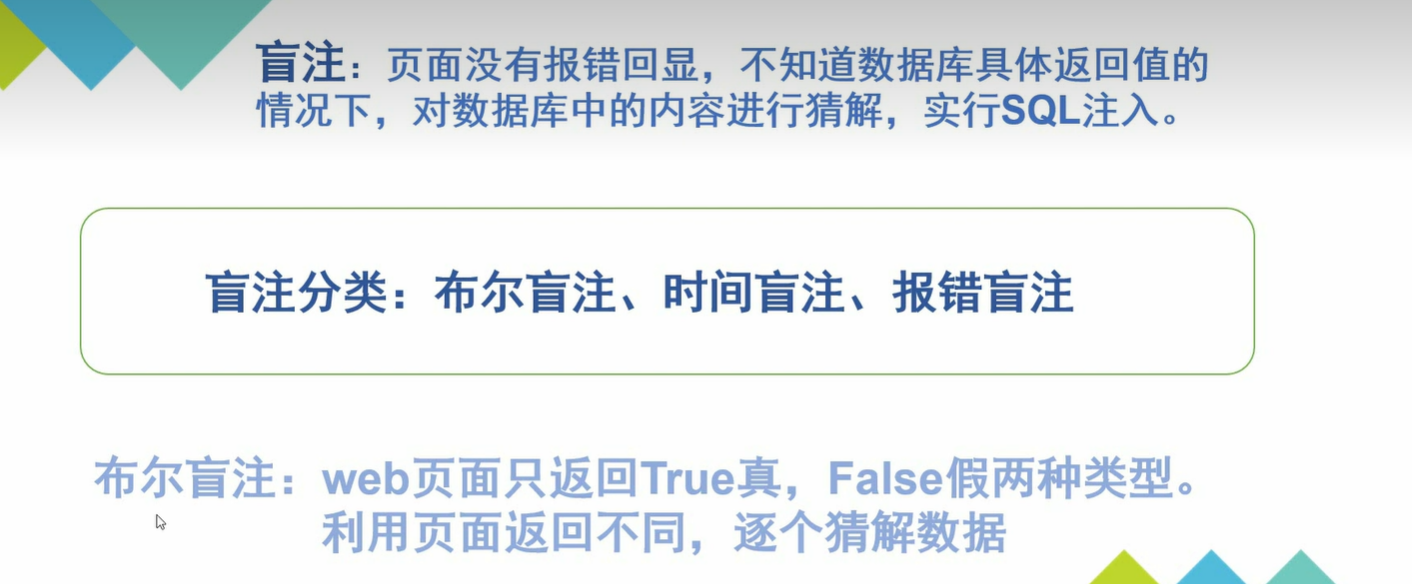 盲注：页面没有报错回显，不知道数据库具体返回值的
情况下，对数据库中的内容进行猜解，实行SQL注入。
盲注分类：布尔盲注、时间盲注、报错盲注
布尔盲注：web页面只返回True真，False假两种类型。
利用页面返回不同，逐个猜解数据